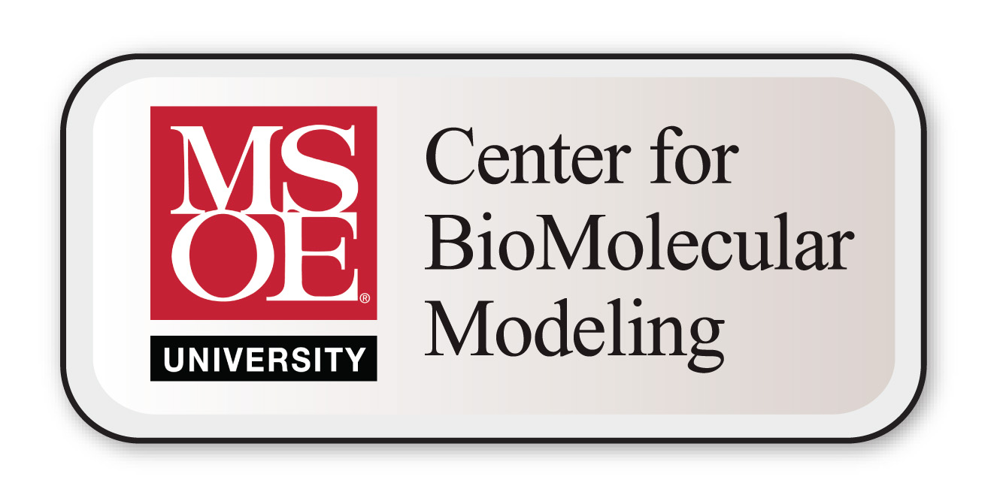 MS
OE®
UNIVERSITY
Center for
BioMolecular
Modeling